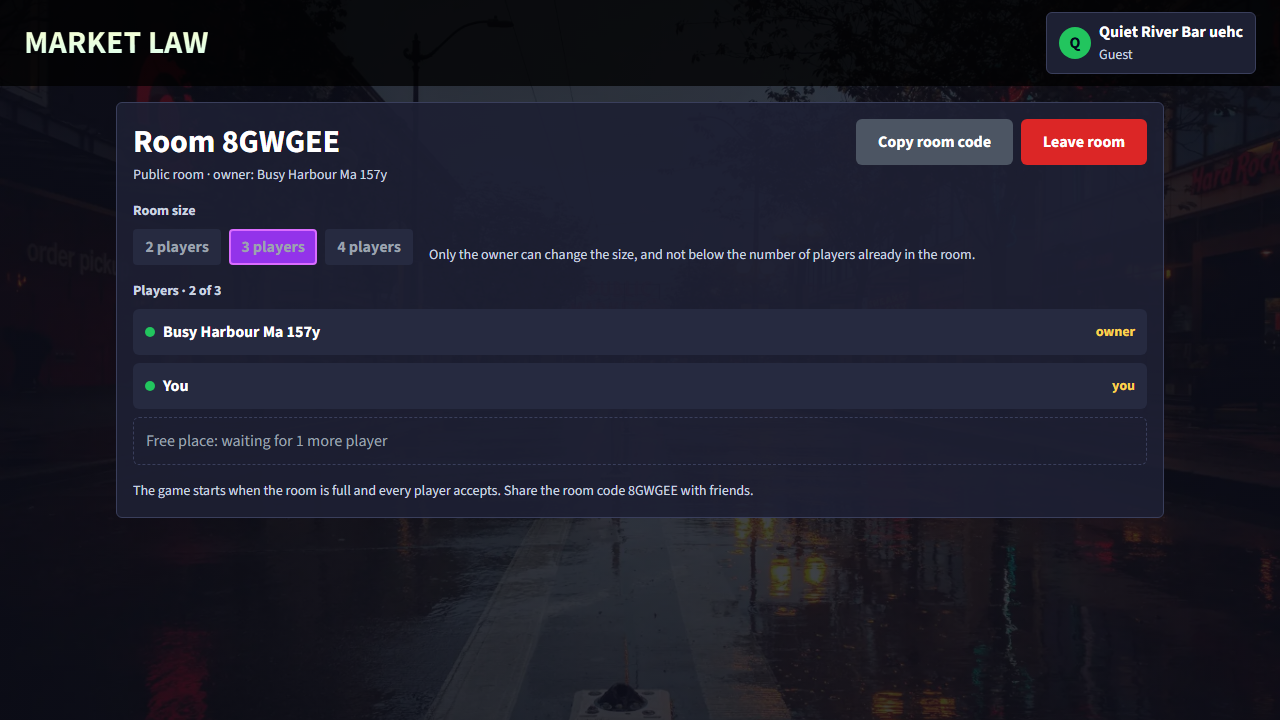 MARKET LAW
Q
Quiet River Bar uehc
Guest
Room 8GWGEE
Copy room code
Leave room
Public room · owner: Busy Harbour Ma 157y
Room size
2 players
3 players
4 players
Only the owner can change the size, and not below the number of players already in the room.
Players · 2 of 3
Busy Harbour Ma 157y
owner
You
you
Free place: waiting for 1 more player
The game starts when the room is full and every player accepts. Share the room code 8GWGEE with friends.
order picku
Hard Rock